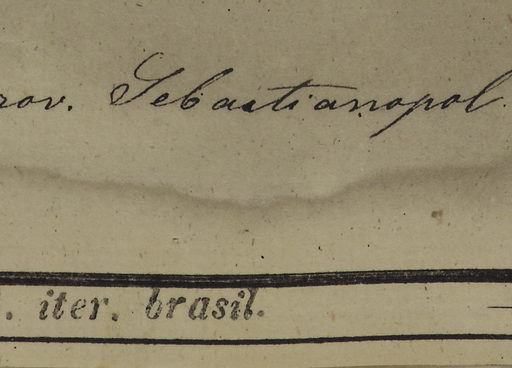 rov. Sebastianopol.
. iter. brasil.